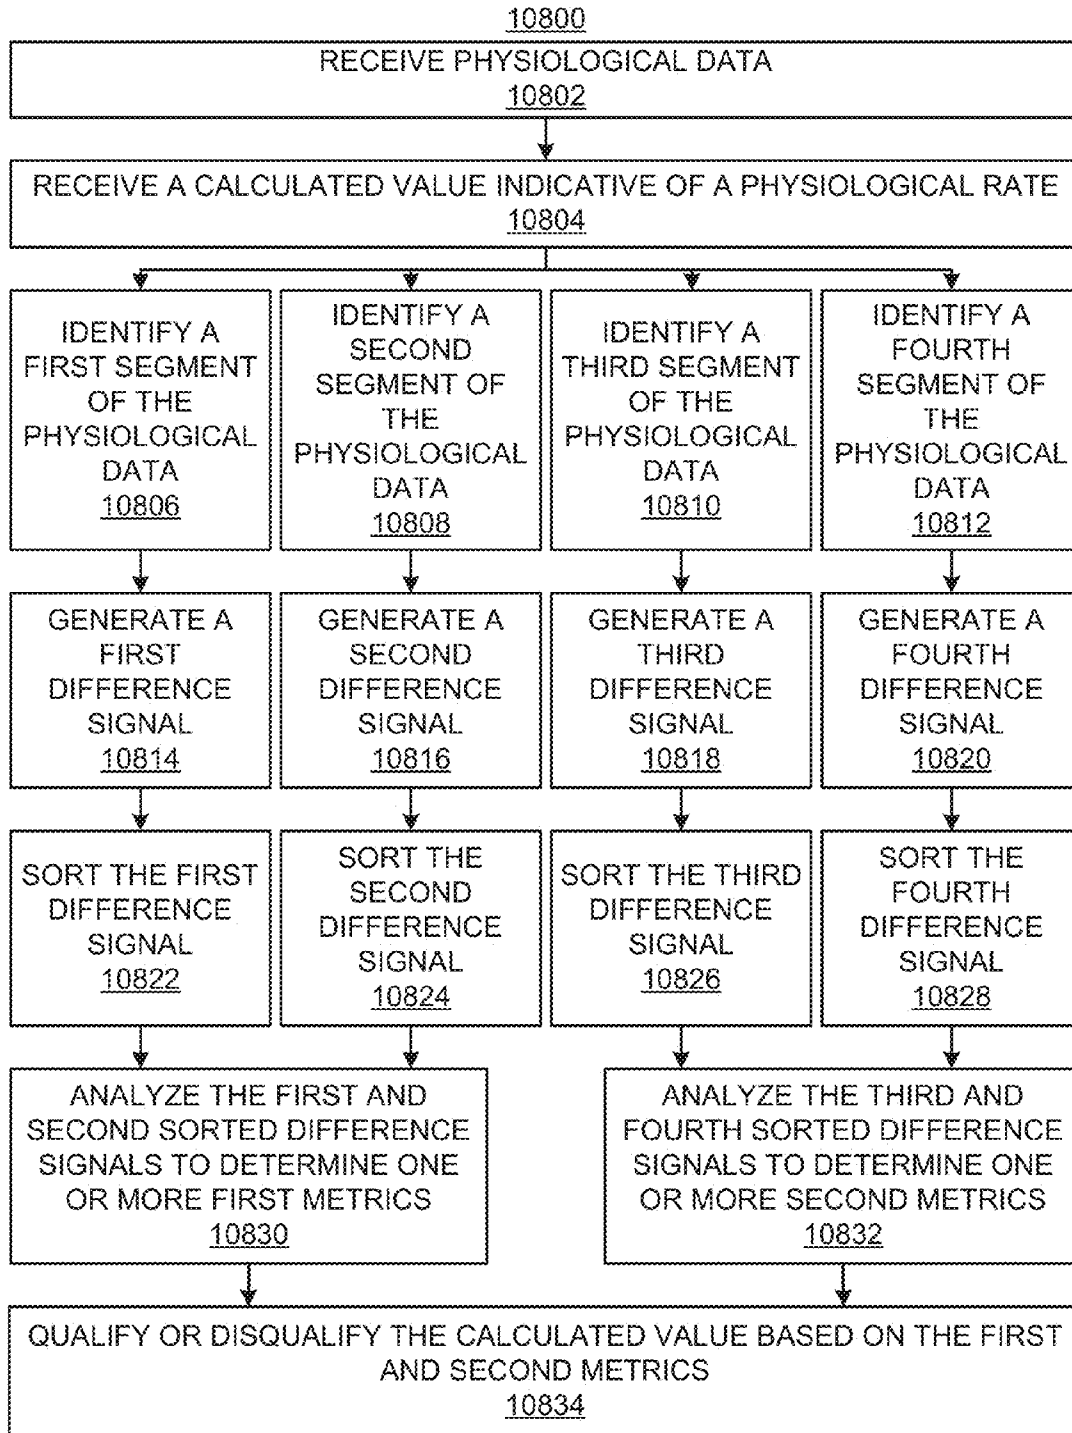 10800
RECEIVE PHYSIOLOGICAL DATA
10802
RECEIVE A CALCULATED VALUE INDICATIVE OF A PHYSIOLOGICAL RATE
10804
IDENTIFY A
FIRST SEGMENT
OF THE
PHYSIOLOGICAL
DATA
10806
IDENTIFY A
SECOND
SEGMENT OF
THE
PHYSIOLOGICAL
DATA
10808
IDENTIFY A
THIRD SEGMENT
OF THE
PHYSIOLOGICAL
DATA
10810
IDENTIFY A
FOURTH
SEGMENT OF
THE
PHYSIOLOGICAL
DATA
10812
GENERATE A
FIRST
DIFFERENCE
SIGNAL
10814
GENERATE A
SECOND
DIFFERENCE
SIGNAL
10816
GENERATE A
THIRD
DIFFERENCE
SIGNAL
10818
GENERATE A
FOURTH
DIFFERENCE
SIGNAL
10820
SORT THE FIRST
DIFFERENCE
SIGNAL
10822
SORT THE
SECOND
DIFFERENCE
SIGNAL
10824
SORT THE THIRD
DIFFERENCE
SIGNAL
10826
SORT THE
FOURTH
DIFFERENCE
SIGNAL
10828
ANALYZE THE FIRST AND
SECOND SORTED DIFFERENCE
SIGNALS TO DETERMINE ONE
OR MORE FIRST METRICS
10830
ANALYZE THE THIRD AND
FOURTH SORTED DIFFERENCE
SIGNALS TO DETERMINE ONE
OR MORE SECOND METRICS
10832
QUALIFY OR DISQUALIFY THE CALCULATED VALUE BASED ON THE FIRST
AND SECOND METRICS
10834